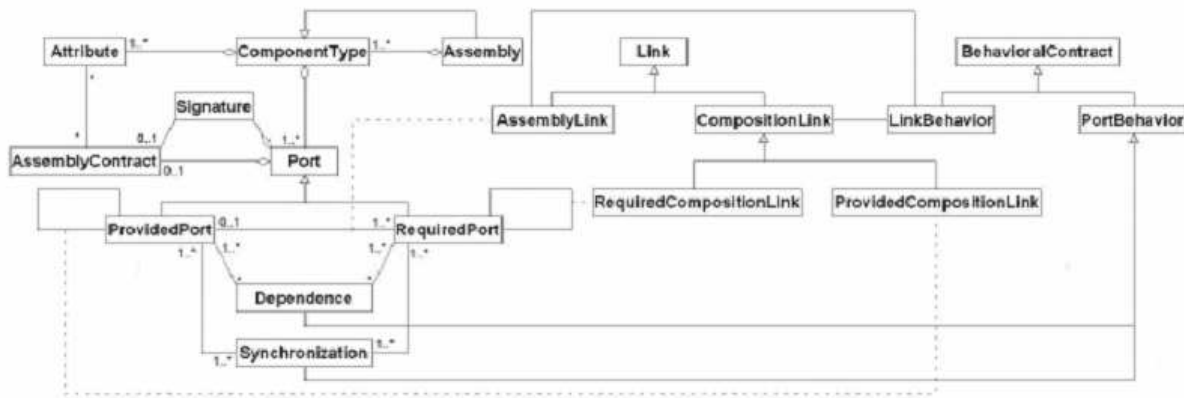 Attribute 1..* ComponentType 1..* Assembly
Link
BehavioralContract
*
Signature
*
0..1
1..*
AssemblyContract
0..1
Port
AssemblyLink
CompositionLink
LinkBehavior
PortBehavior
RequiredCompositionLink
ProvidedCompositionLink
ProvidedPort
0..1
1..*
RequiredPort
1..*
1..*
*
*
1..*
1..*
Dependence
1..*
Synchronization
1..*